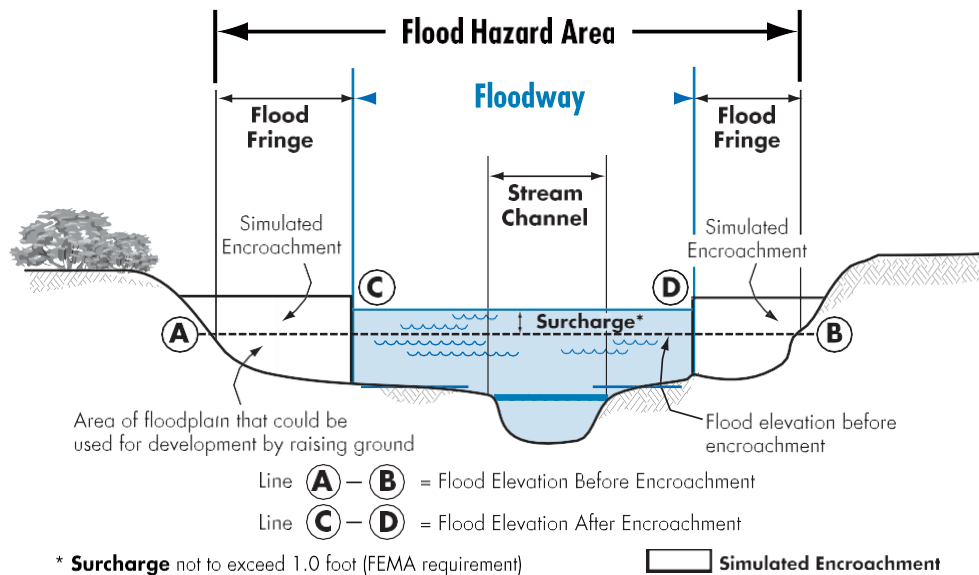 Flood Hazard Area
Floodway
Flood
Fringe
Flood
Fringe
Stream
Channel
Simulated
Encroachment
Simulated
Encroachment
C
D
Surcharge*
A
B
Area of floodplain that could be
used for development by raising ground
Flood elevation before
encroachment
Line A – B = Flood Elevation Before Encroachment
Line C – D = Flood Elevation After Encroachment
* Surcharge not to exceed 1.0 foot (FEMA requirement)
Simulated Encroachment